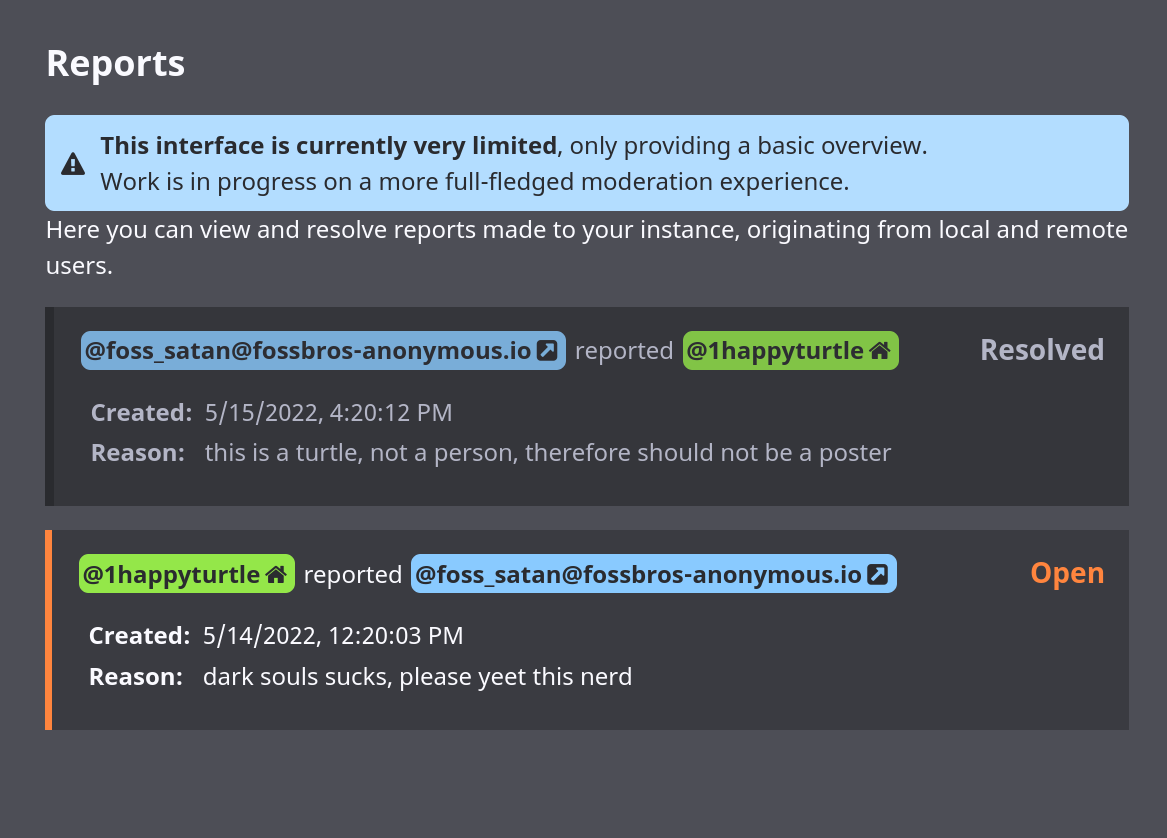 Reports
This interface is currently very limited, only providing a basic overview.
Work is in progress on a more full-fledged moderation experience.
Here you can view and resolve reports made to your instance, originating from local and remote
users.
@foss_satan@fossbros-anonymous.io reported @1happyturtle Resolved
Created: 5/15/2022, 4:20:12 PM
Reason: this is a turtle, not a person, therefore should not be a poster
@1happyturtle reported @foss_satan@fossbros-anonymous.io Open
Created: 5/14/2022, 12:20:03 PM
Reason: dark souls sucks, please yeet this nerd